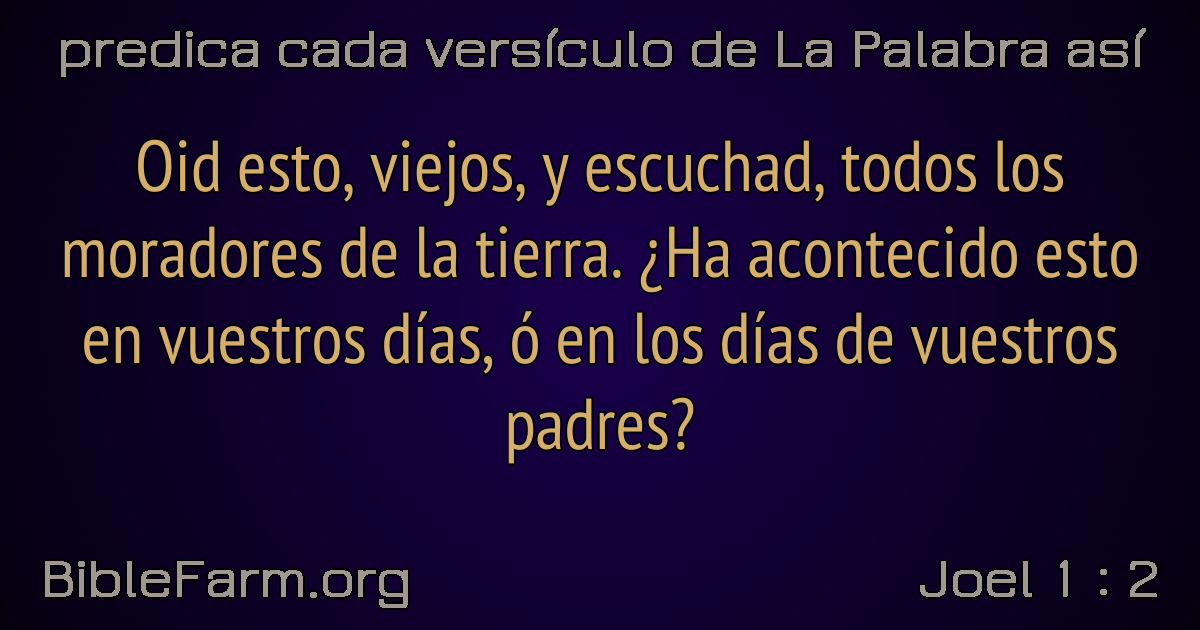 predica cada versículo de La Palabra así
Oid esto, viejos, y escuchad, todos los
moradores de la tierra. ¿Ha acontecido esto
en vuestros días, ó en los días de vuestros
padres?
BibleFarm.org
Joel 1 : 2